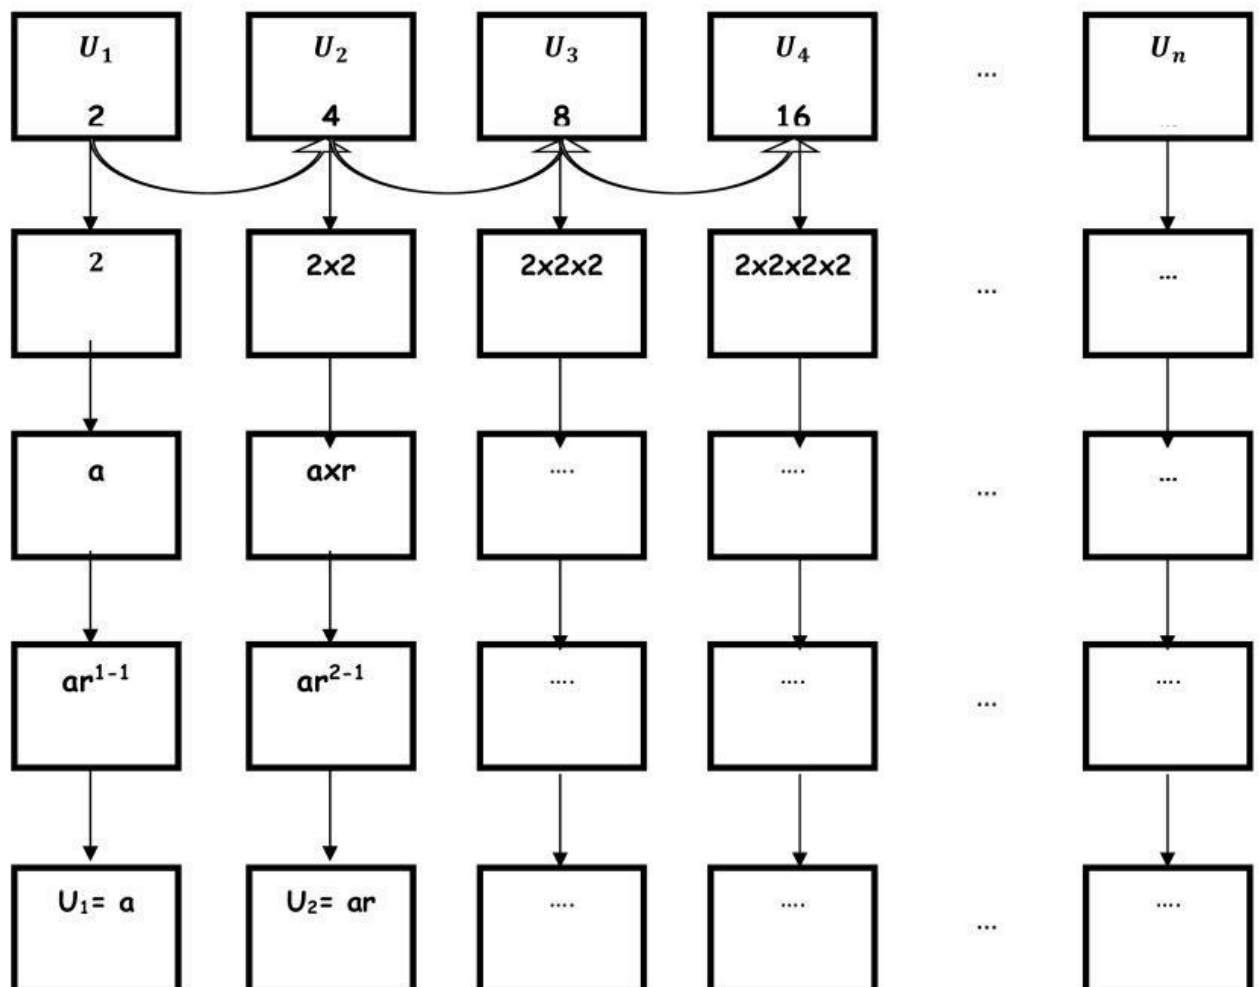 U₁ U₂ U₃ U₄ ... Uₙ
2 4 8 16 ...
2 2x2 2x2x2 2x2x2x2 ... ...
a axr .... .... ... ...
ar¹⁻¹ ar²⁻¹ .... .... ... ....
U₁= a U₂= ar .... .... ... ....